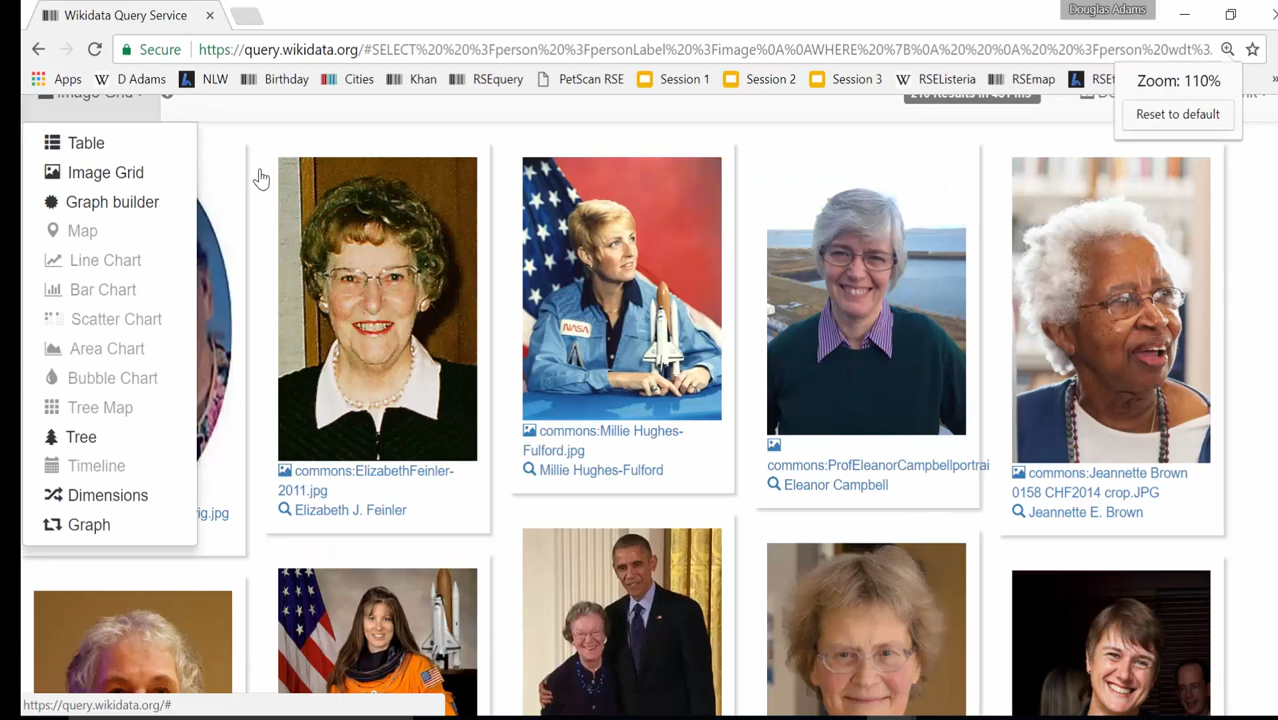 Wikidata Query Service ×
Douglas Adams
Secure https://query.wikidata.org/#SELECT%20%20%3Fperson%20%3FpersonLabel%20%3Fimage%0A%0AWHERE%20%7B%0A%20%20%0A%20%3Fperson%20wdt%3.
Apps W D Adams NLW Birthday Cities Khan RSEquery PetScan RSE Session 1 Session 2 Session 3 W RSEListeria RSEmap
Zoom: 110%
Reset to default
Image Grid
Table
Image Grid
Graph builder
Map
Line Chart
Bar Chart
Scatter Chart
Area Chart
Bubble Chart
Tree Map
Tree
Timeline
Dimensions
Graph
rig.jpg
commons:ElizabethFeinler-
2011.jpg
Elizabeth J. Feinler
NASA
commons:Millie Hughes-
Fulford.jpg
Millie Hughes-Fulford
commons:ProfEleanorCampbellportrai
Eleanor Campbell
commons:Jeannette Brown
0158 CHF2014 crop.JPG
Jeannette E. Brown
https://query.wikidata.org/#